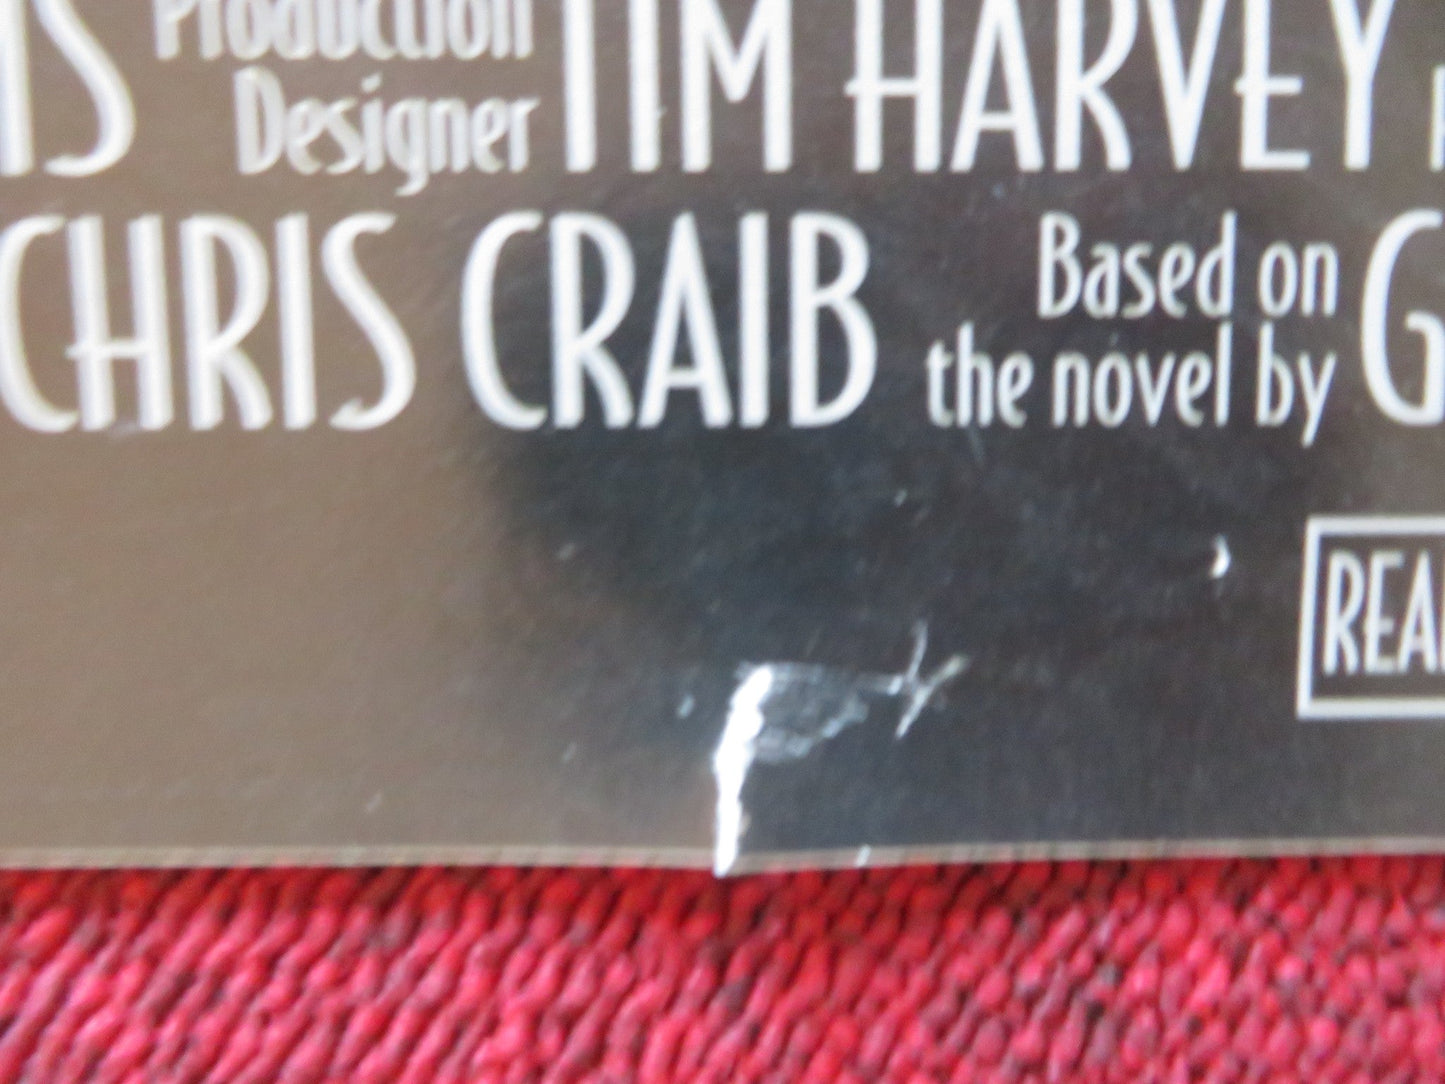 Production
Designer TIM HARVEY
CHRIS CRAIB Based on
the novel by